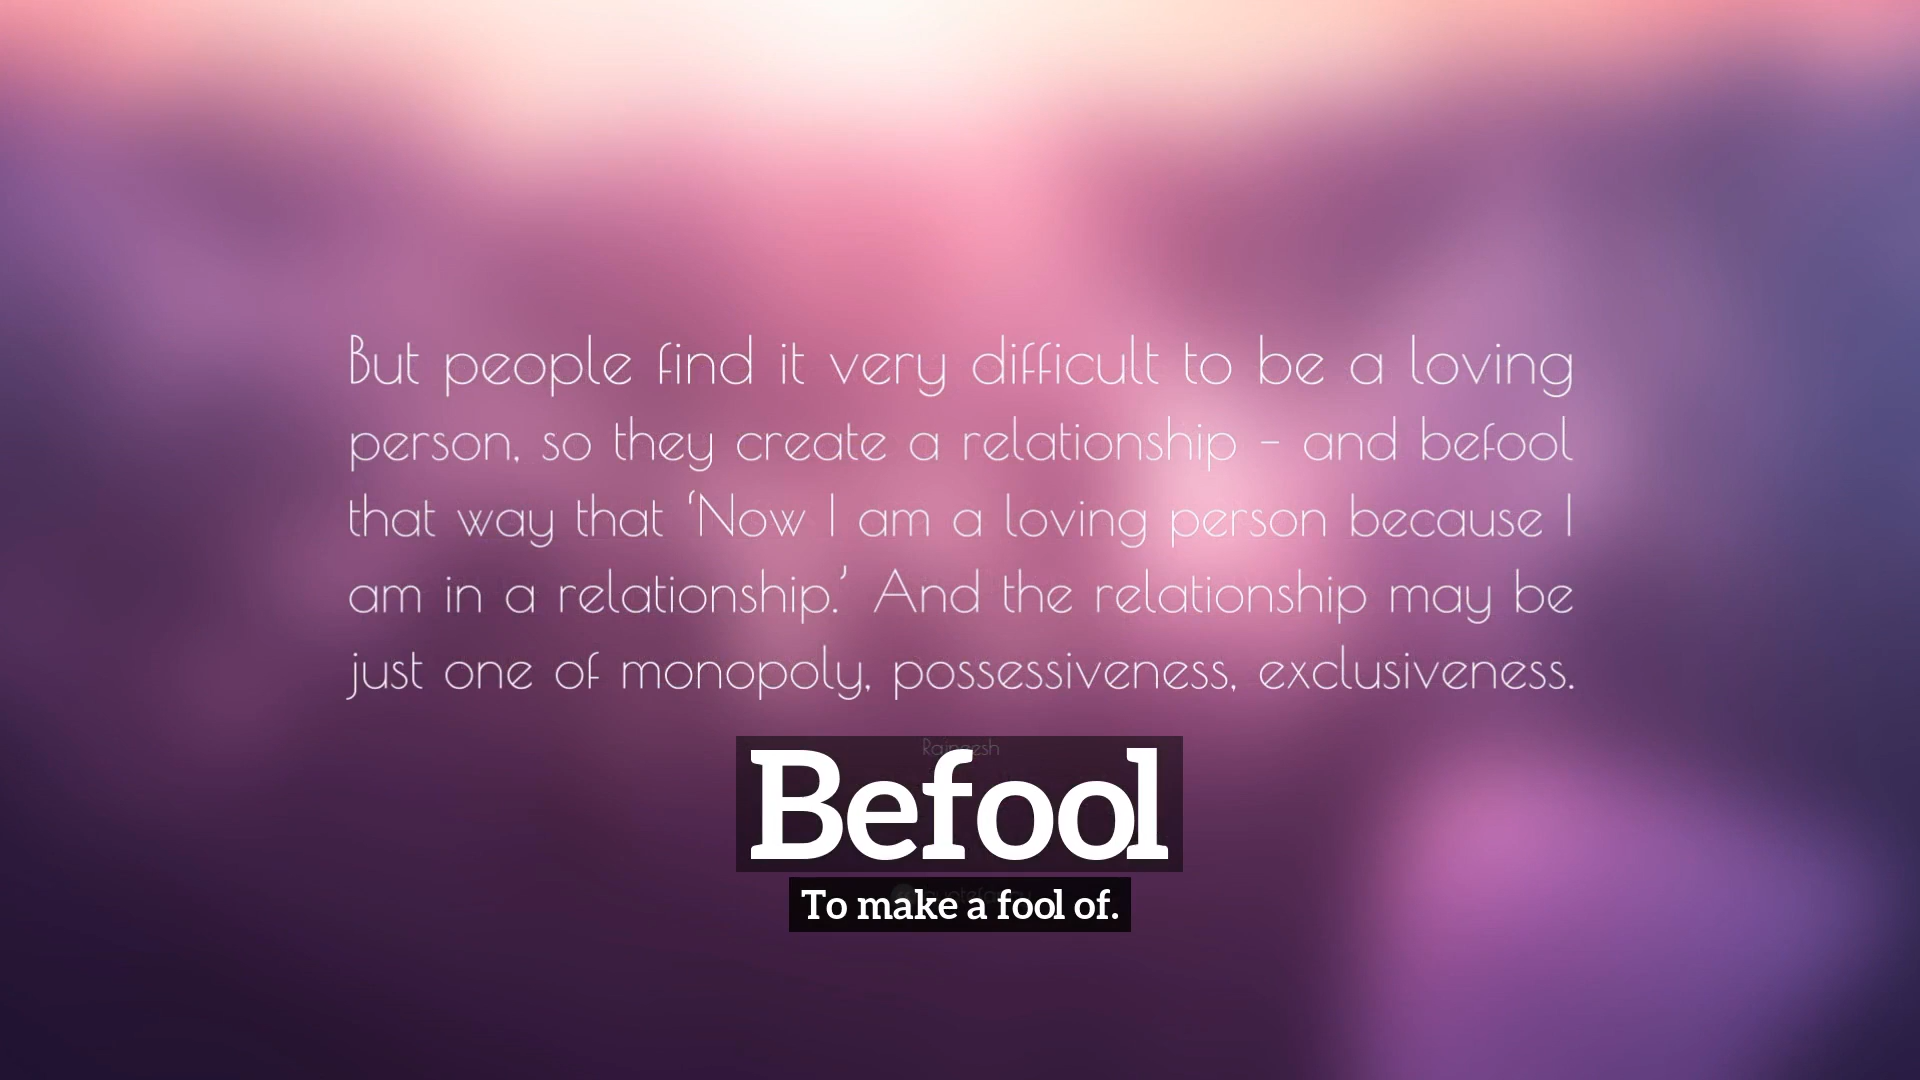 But people find it very difficult to be a loving
person, so they create a relationship – and befool
that way that ‘Now I am a loving person because I
am in a relationship.’ And the relationship may be
just one of monopoly, possessiveness, exclusiveness.
Rajneesh
Befool
To make a fool of.